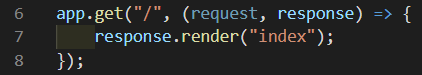 6 app.get("/", (request, response) => {
7     response.render("index");
8 });